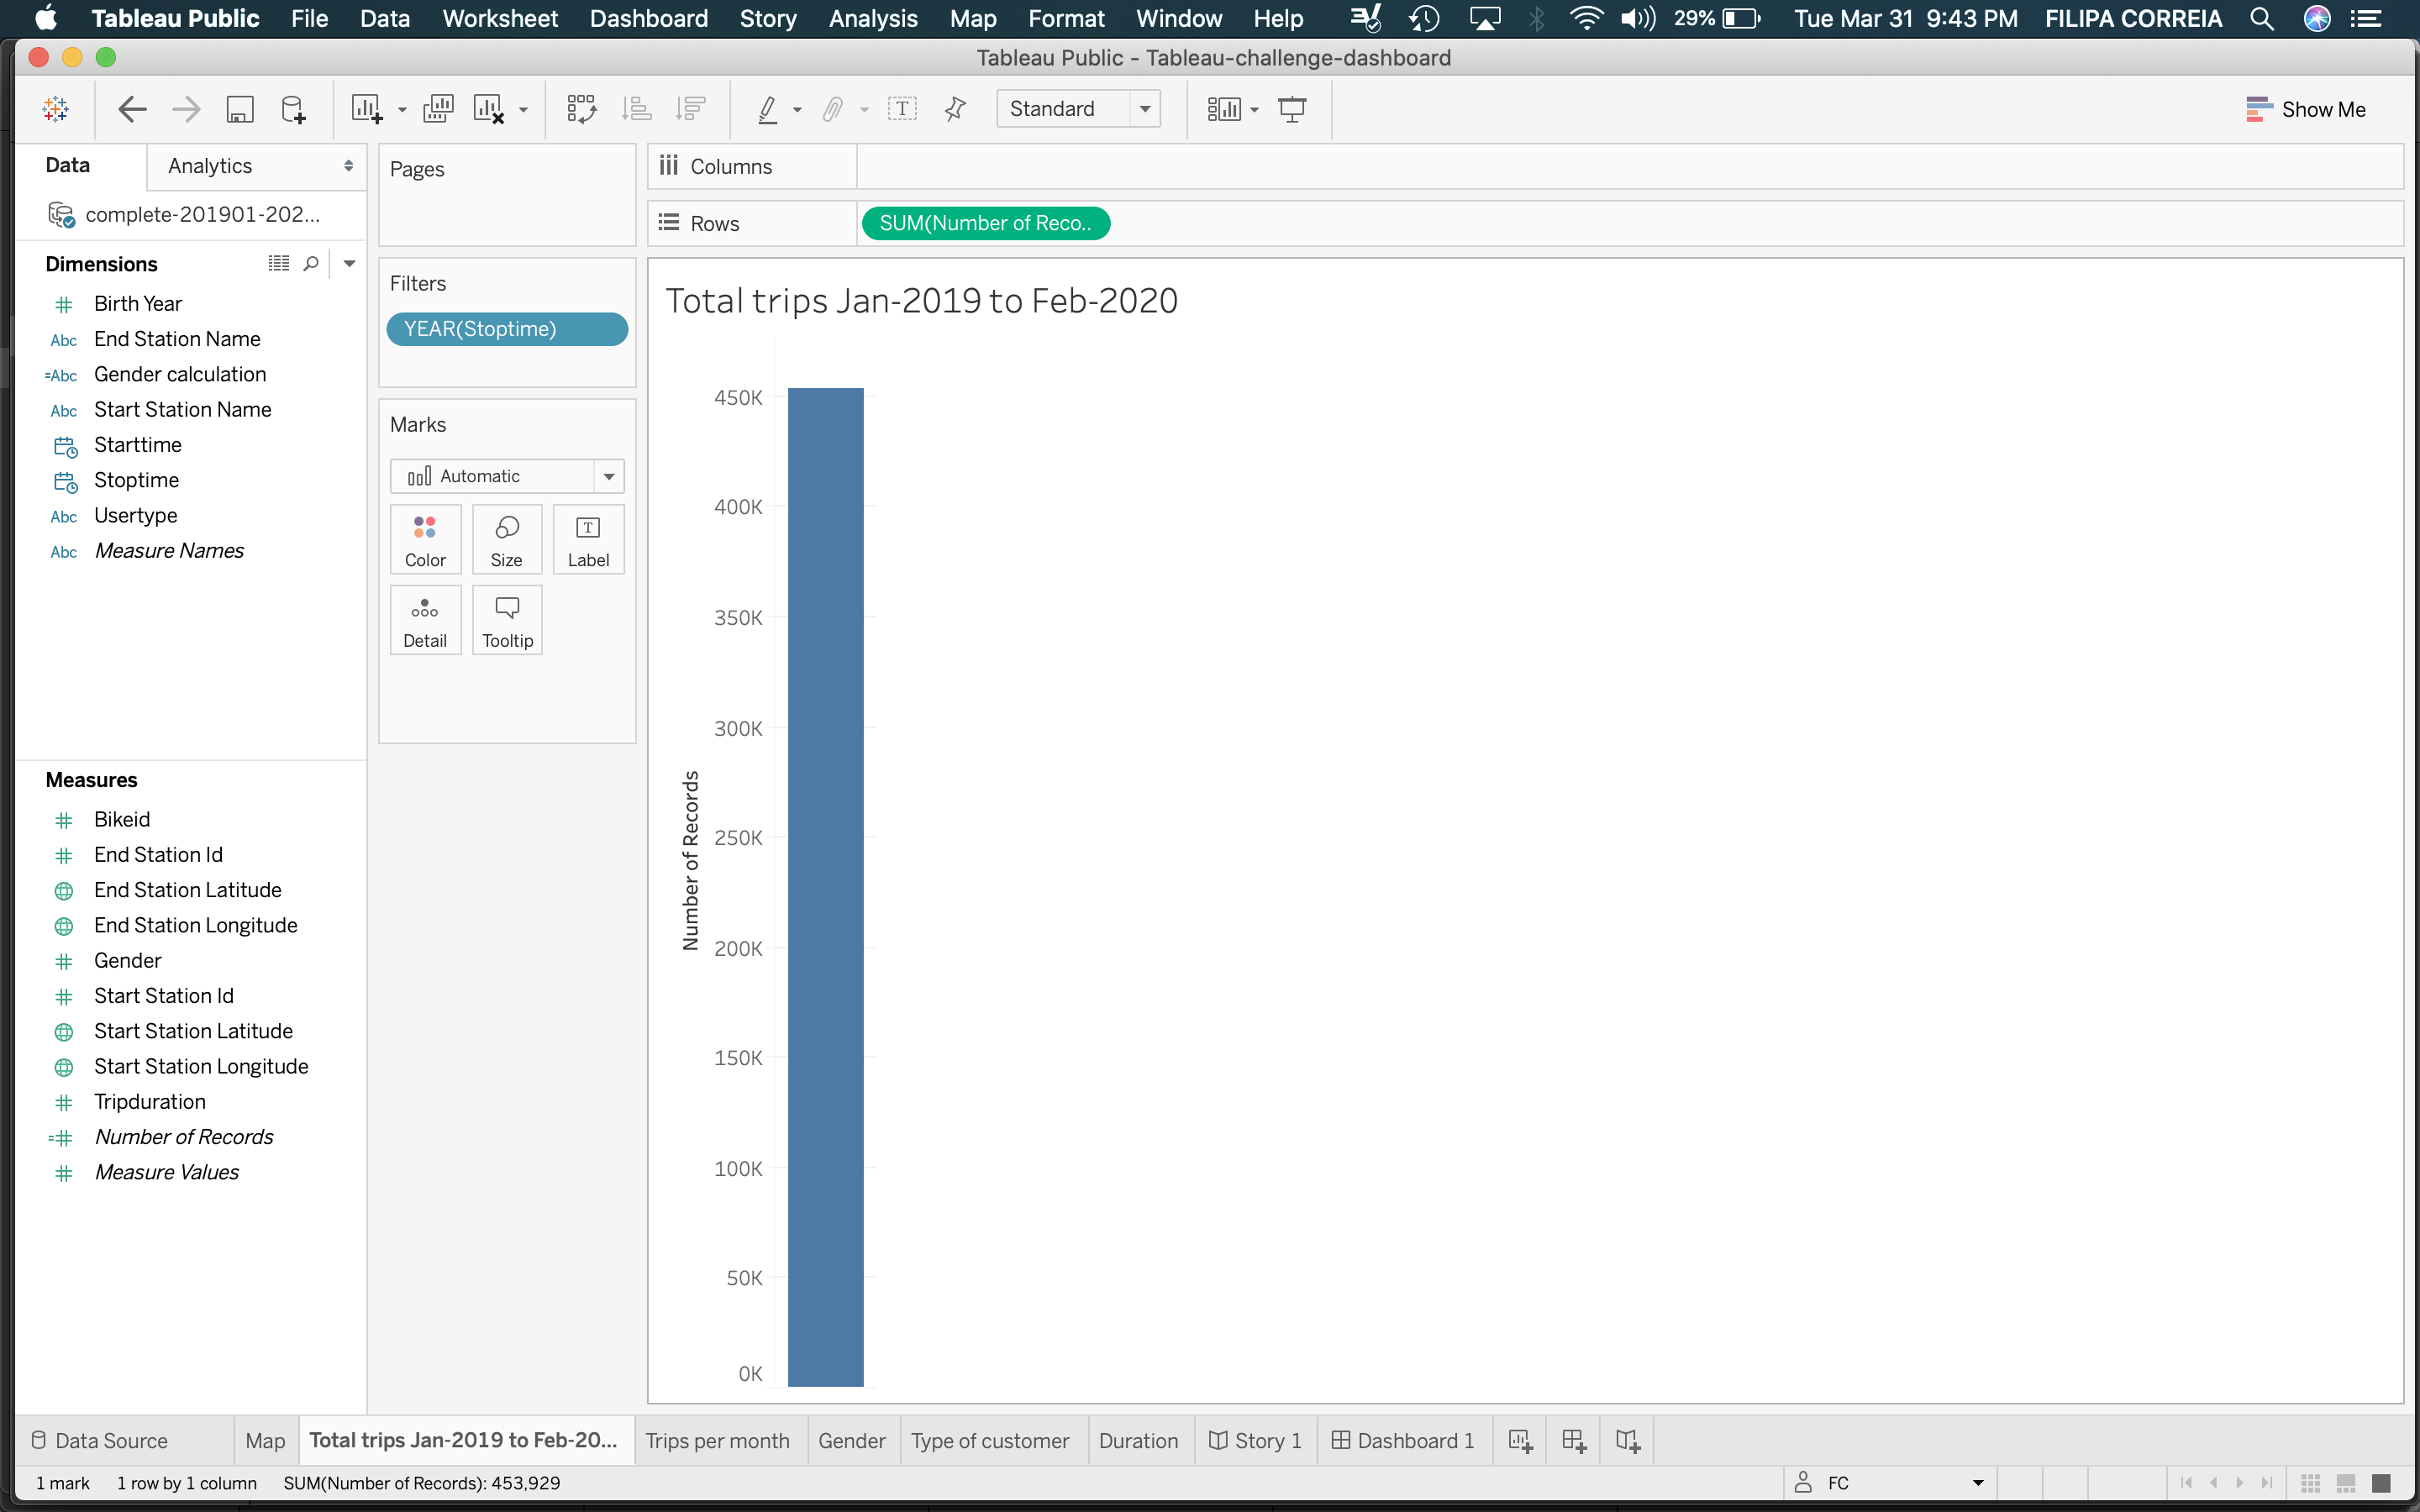 Tableau Public File Data Worksheet Dashboard Story Analysis Map Format Window Help 29% Tue Mar 31 9:43 PM FILIPA CORREIA
Tableau Public - Tableau-challenge-dashboard
Standard
Show Me
Data
Analytics
complete-201901-202...
Dimensions
Birth Year
Abc End Station Name
=Abc Gender calculation
Abc Start Station Name
Starttime
Stoptime
Abc Usertype
Abc Measure Names
Measures
Bikeid
End Station Id
End Station Latitude
End Station Longitude
Gender
Start Station Id
Start Station Latitude
Start Station Longitude
Tripduration
Number of Records
Measure Values
Pages
Filters
YEAR(Stoptime)
Marks
Automatic
Color Size Label
Detail Tooltip
Columns
Rows SUM(Number of Reco..
Total trips Jan-2019 to Feb-2020
Number of Records
450K
400K
350K
300K
250K
200K
150K
100K
50K
0K
Data Source Map Total trips Jan-2019 to Feb-20... Trips per month Gender Type of customer Duration Story 1 Dashboard 1
1 mark 1 row by 1 column SUM(Number of Records): 453,929 FC